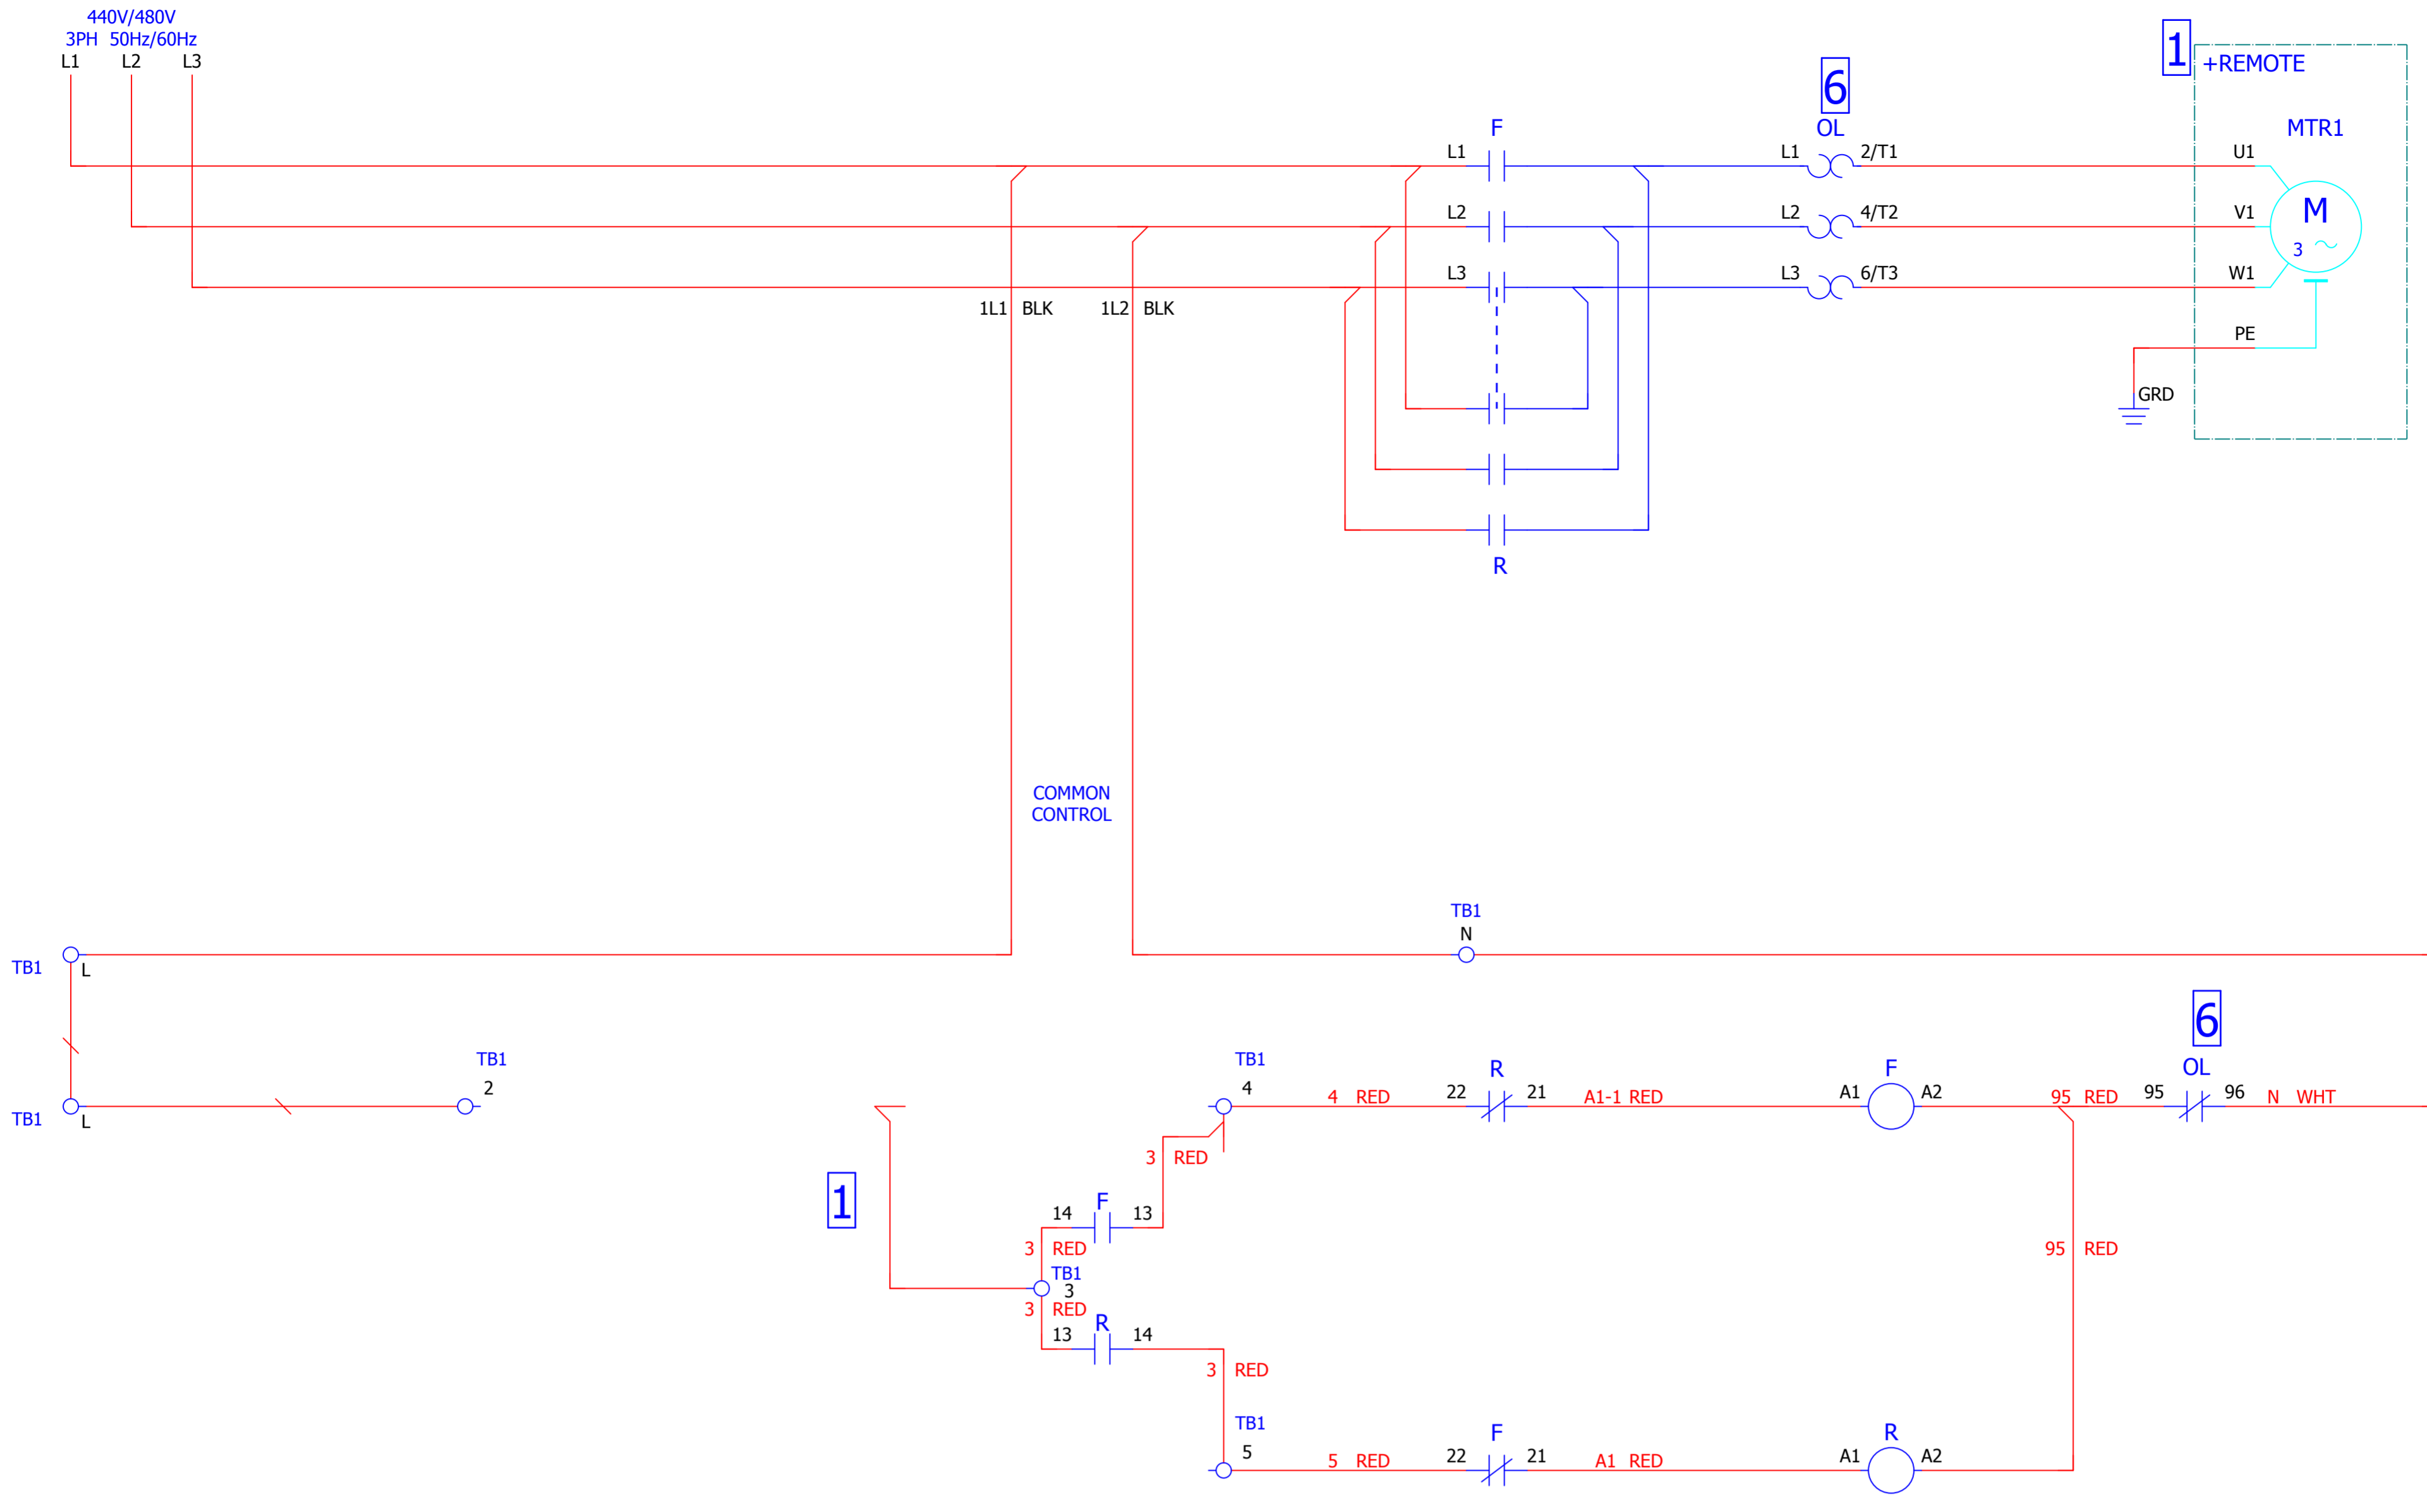 440V/480V
3PH 50Hz/60Hz
L1 L2 L3
1
+REMOTE
6
F
OL
MTR1
L1
L1
2/T1
U1
L2
L2
4/T2
V1
M
3
L3
L3
6/T3
W1
1L1 BLK
1L2 BLK
PE
GRD
R
COMMON
CONTROL
TB1
N
TB1
L
6
TB1
2
TB1
4
R
F
OL
4 RED
22
21
A1-1 RED
A1
A2
95 RED
95
96
N WHT
TB1
L
3 RED
1
F
14
13
3 RED
95 RED
TB1
3
3 RED
R
13
14
3 RED
TB1
5
F
R
5 RED
22
21
A1 RED
A1
A2